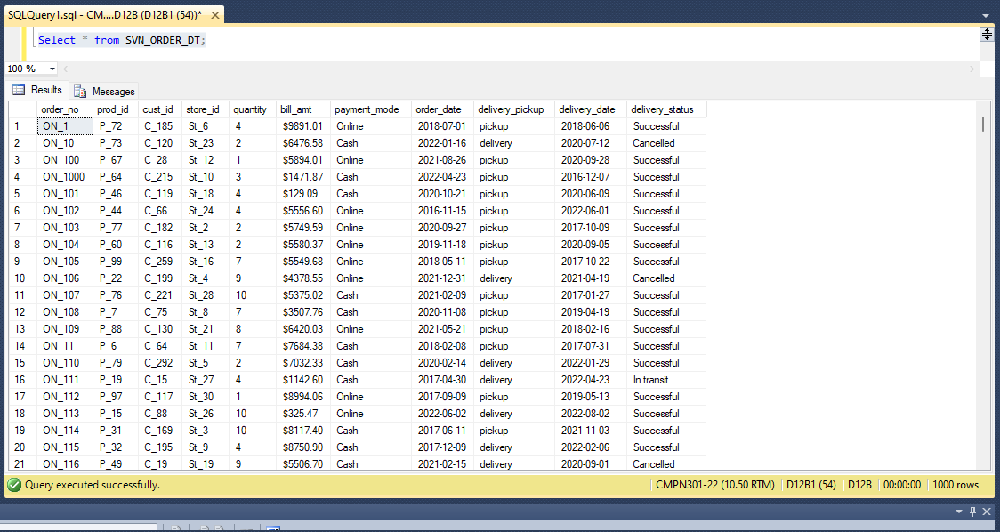 SQLQuery1.sql - CM....D12B (D12B1 (54))*
Select * from SVN_ORDER_DT;
100 %
Results Messages
order_no prod_id cust_id store_id quantity bill_amt payment_mode order_date delivery_pickup delivery_date delivery_status
1 ON_1 P_72 C_185 St_6 4 $9891.01 Online 2018-07-01 pickup 2018-06-06 Successful
2 ON_10 P_73 C_120 St_23 2 $6476.58 Cash 2022-01-16 delivery 2020-07-12 Cancelled
3 ON_100 P_67 C_28 St_12 1 $5894.01 Online 2021-08-26 pickup 2020-09-28 Successful
4 ON_1000 P_64 C_215 St_10 3 $1471.87 Cash 2022-04-23 pickup 2016-12-07 Successful
5 ON_101 P_46 C_119 St_18 4 $129.09 Cash 2020-10-21 pickup 2020-06-09 Successful
6 ON_102 P_44 C_66 St_24 4 $5556.60 Online 2016-11-15 pickup 2022-06-01 Successful
7 ON_103 P_77 C_182 St_2 2 $5749.59 Online 2020-09-27 pickup 2017-10-09 Successful
8 ON_104 P_60 C_116 St_13 2 $5580.37 Online 2019-11-18 pickup 2020-09-05 Successful
9 ON_105 P_99 C_259 St_16 7 $5549.68 Online 2018-05-11 pickup 2017-10-22 Successful
10 ON_106 P_22 C_199 St_4 9 $4378.55 Online 2021-12-31 delivery 2021-04-19 Cancelled
11 ON_107 P_76 C_221 St_28 10 $5375.02 Cash 2021-02-09 pickup 2017-01-27 Successful
12 ON_108 P_7 C_75 St_8 7 $3507.76 Cash 2020-11-08 pickup 2019-04-19 Successful
13 ON_109 P_88 C_130 St_21 8 $6420.03 Online 2021-05-21 pickup 2018-02-16 Successful
14 ON_11 P_6 C_64 St_11 7 $7684.38 Cash 2018-02-08 pickup 2017-07-31 Successful
15 ON_110 P_79 C_292 St_5 2 $7032.33 Cash 2020-02-14 delivery 2022-01-29 Successful
16 ON_111 P_19 C_15 St_27 4 $1142.60 Cash 2017-04-30 delivery 2022-04-23 In transit
17 ON_112 P_97 C_117 St_30 1 $8994.06 Online 2017-09-09 pickup 2019-05-13 Successful
18 ON_113 P_15 C_88 St_26 10 $325.47 Online 2022-06-02 delivery 2022-08-02 Successful
19 ON_114 P_31 C_169 St_3 10 $8117.40 Cash 2017-06-11 pickup 2021-11-03 Successful
20 ON_115 P_32 C_195 St_9 4 $8750.90 Cash 2017-12-09 delivery 2022-02-06 Successful
21 ON_116 P_49 C_19 St_19 9 $5506.70 Cash 2021-02-15 delivery 2020-09-01 Cancelled
Query executed successfully. CMPN301-22 (10.50 RTM) D12B1 (54) D12B 00:00:00 1000 rows